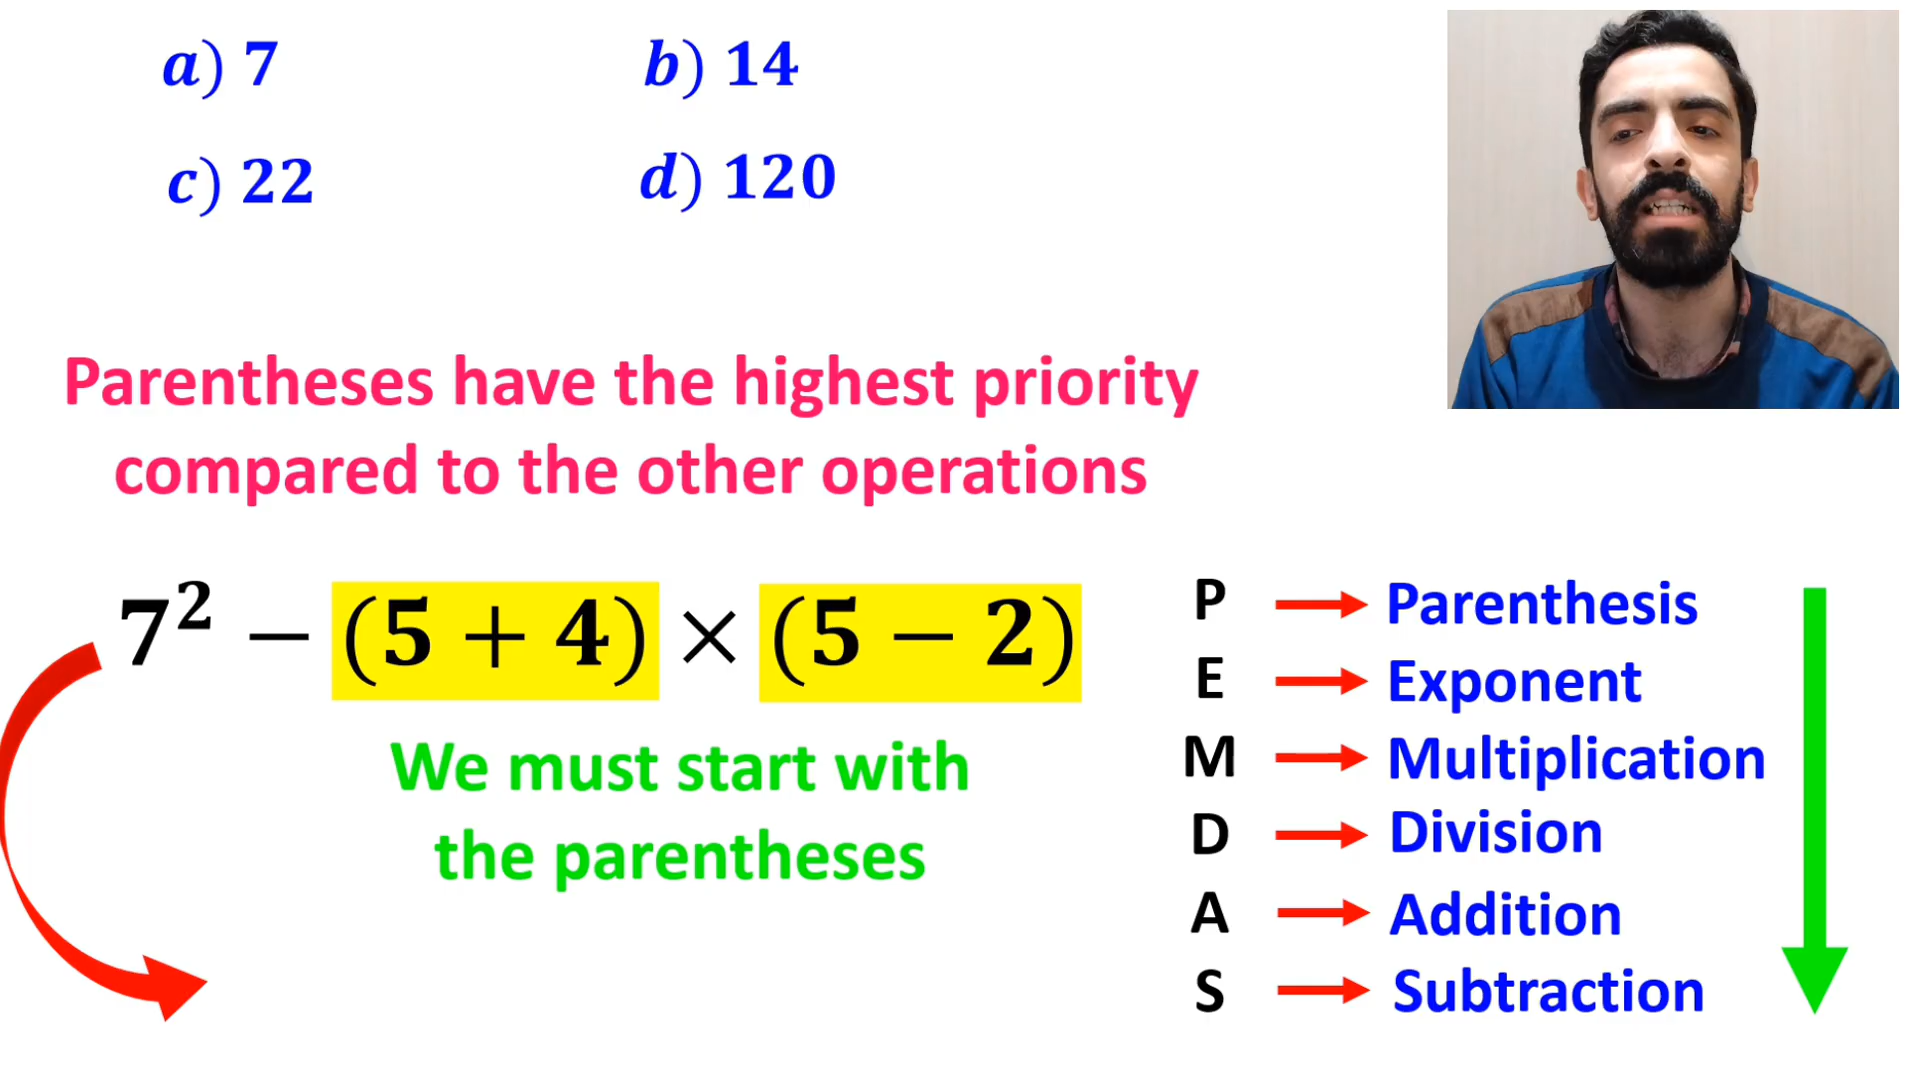 a) 7 b) 14
c) 22 d) 120
Parentheses have the highest priority
compared to the other operations
7² − (5 + 4) × (5 − 2)
We must start with
the parentheses
P → Parenthesis
E → Exponent
M → Multiplication
D → Division
A → Addition
S → Subtraction